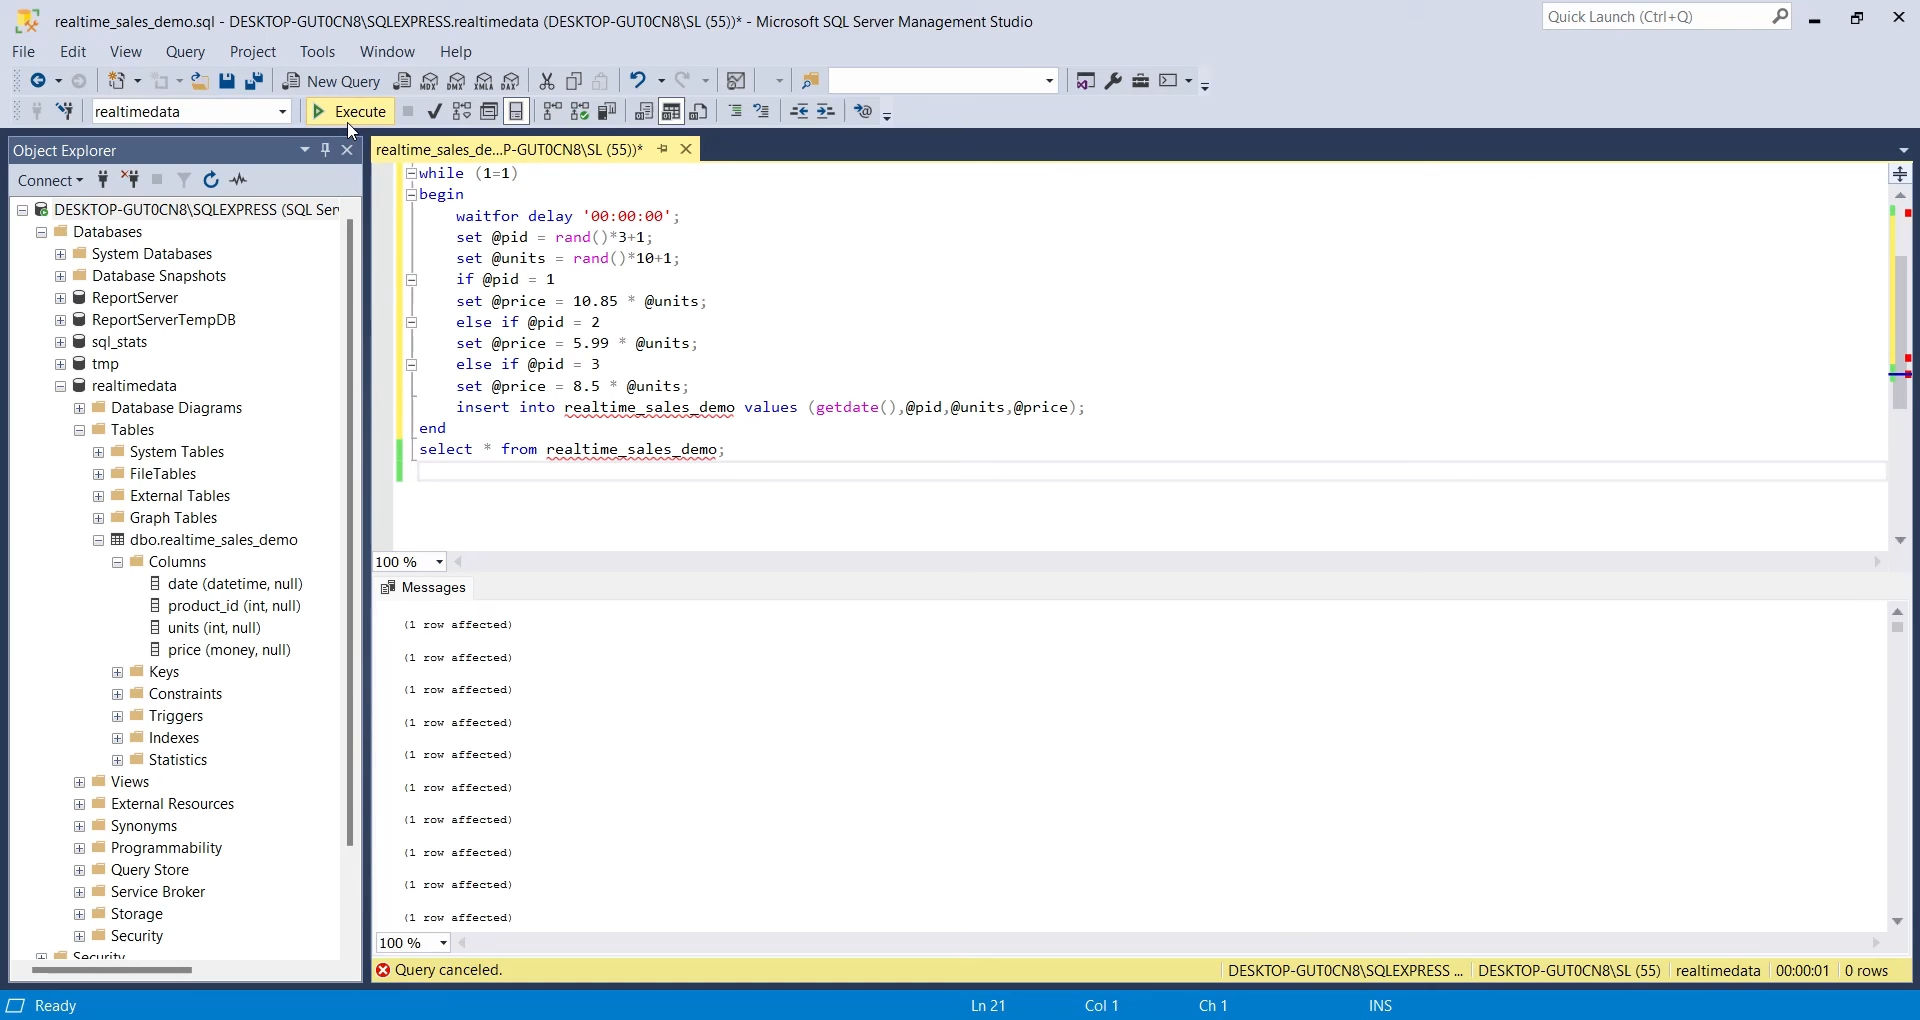 realtime_sales_demo.sql - DESKTOP-GUT0CN8\SQLEXPRESS.realtimedata (DESKTOP-GUT0CN8\SL (55))* - Microsoft SQL Server Management Studio
Quick Launch (Ctrl+Q)
File Edit View Query Project Tools Window Help
New Query
MDX DMX XMLA DAX
realtimedata
Execute
Object Explorer
realtime_sales_de...P-GUT0CN8\SL (55))*
Connect
DESKTOP-GUT0CN8\SQLEXPRESS (SQL Ser
Databases
System Databases
Database Snapshots
ReportServer
ReportServerTempDB
sql_stats
tmp
realtimedata
Database Diagrams
Tables
System Tables
FileTables
External Tables
Graph Tables
dbo.realtime_sales_demo
Columns
date (datetime, null)
product_id (int, null)
units (int, null)
price (money, null)
Keys
Constraints
Triggers
Indexes
Statistics
Views
External Resources
Synonyms
Programmability
Query Store
Service Broker
Storage
Security
Security
while (1=1)
begin
waitfor delay '00:00:00';
set @pid = rand()*3+1;
set @units = rand()*10+1;
if @pid = 1
set @price = 10.85 * @units;
else if @pid = 2
set @price = 5.99 * @units;
else if @pid = 3
set @price = 8.5 * @units;
insert into realtime_sales_demo values (getdate(),@pid,@units,@price);
end
select * from realtime_sales_demo;
100 %
Messages
(1 row affected)
(1 row affected)
(1 row affected)
(1 row affected)
(1 row affected)
(1 row affected)
(1 row affected)
(1 row affected)
(1 row affected)
(1 row affected)
100 %
Query canceled.
DESKTOP-GUT0CN8\SQLEXPRESS ... DESKTOP-GUT0CN8\SL (55) realtimedata 00:00:01 0 rows
Ready
Ln 21 Col 1 Ch 1 INS